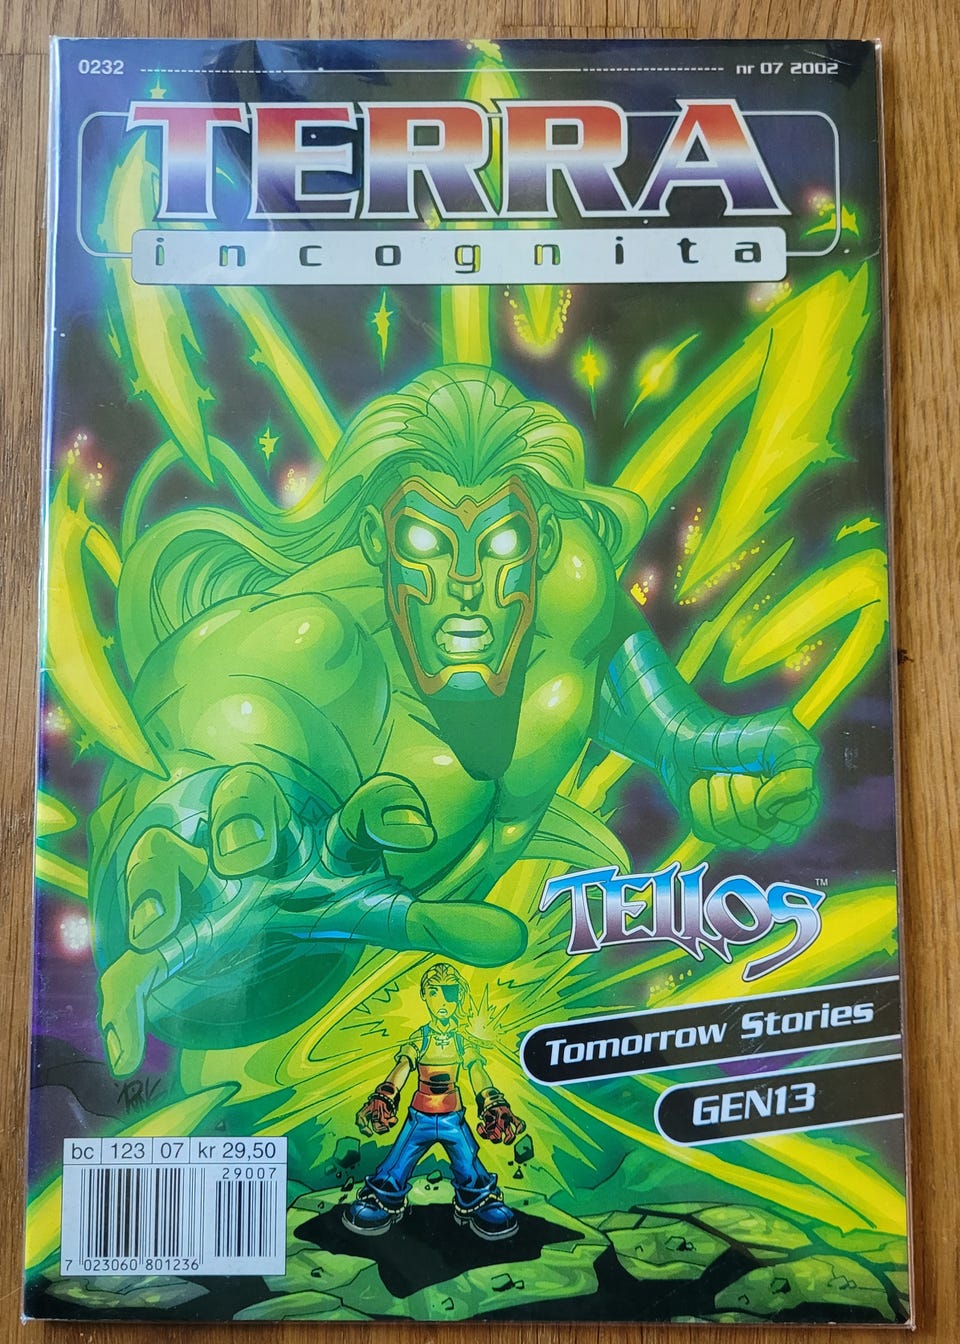 0232
nr 07 2002
TERRA
incognita
TELLOS™
Tomorrow Stories
GEN13
bc 123 07 kr 29,50
29007
7 023060 801236